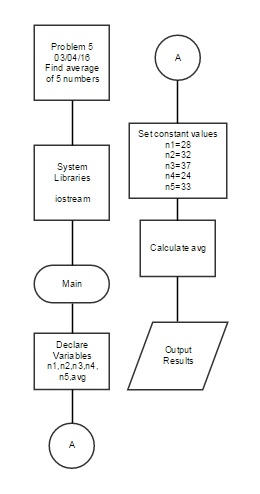 Problem 5
03/04/16
Find average
of 5 numbers
System
Libraries
iostream
Main
Declare
Variables
n1,n2,n3,n4,
n5,avg
A
A
Set constant values
n1=28
n2=32
n3=37
n4=24
n5=33
Calculate avg
Output
Results